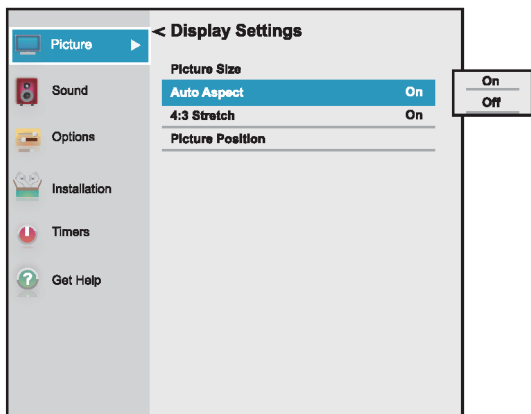 Picture
Sound
Options
Installation
Timers
Get Help
< Display Settings
Picture Size
Auto Aspect On
4:3 Stretch On
Picture Position
On
Off